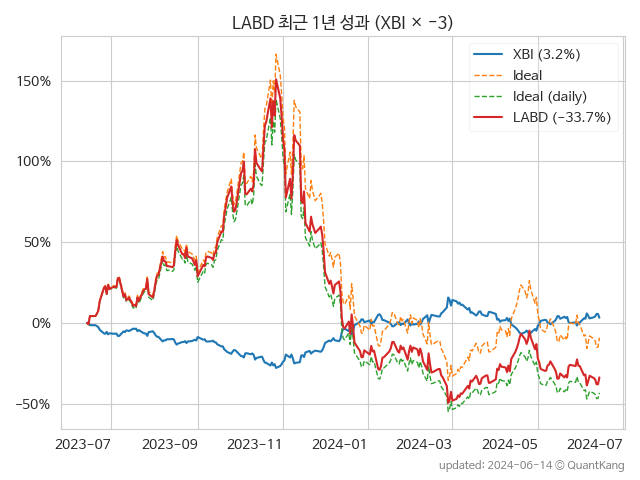 LABD 최근 1년 성과 (XBI × −3)
XBI (3.2%)
Ideal
Ideal (daily)
LABD (−33.7%)
150%
100%
50%
0%
−50%
2023−07
2023−09
2023−11
2024−01
2024−03
2024−05
2024−07
updated: 2024−06−14 © QuantKang